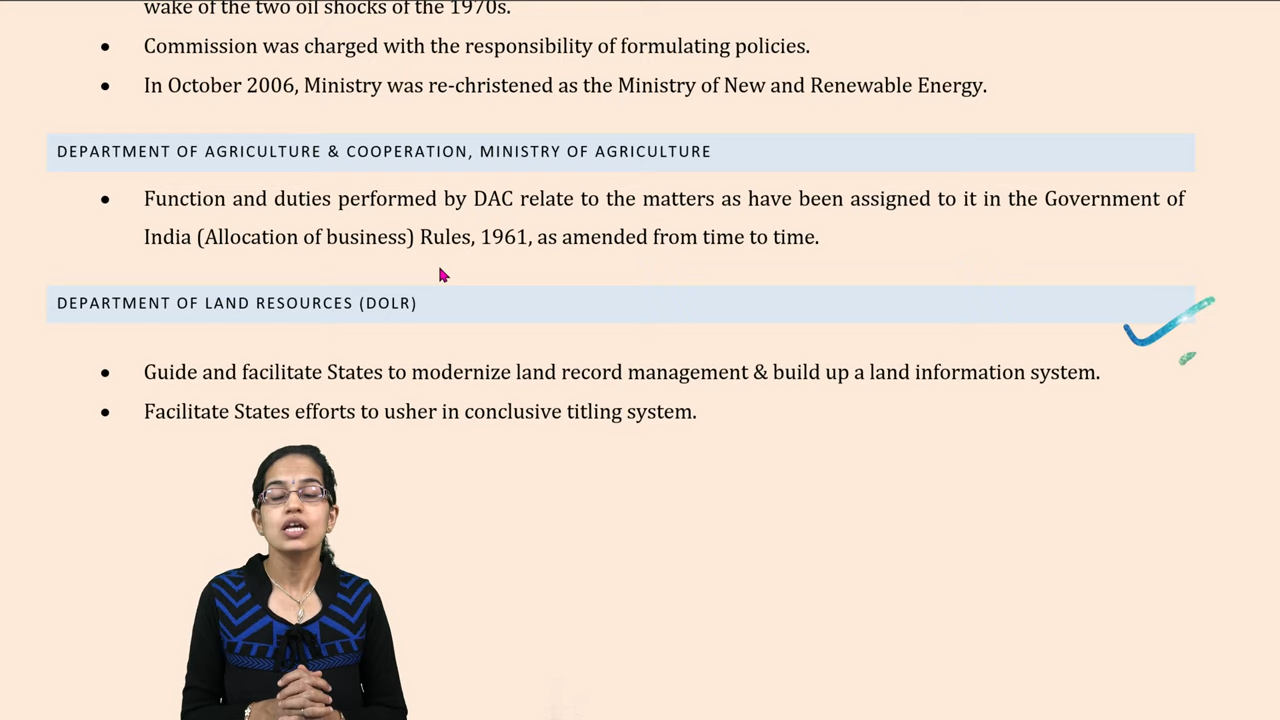 wake of the two oil shocks of the 1970s.
• Commission was charged with the responsibility of formulating policies.
• In October 2006, Ministry was re-christened as the Ministry of New and Renewable Energy.
DEPARTMENT OF AGRICULTURE & COOPERATION, MINISTRY OF AGRICULTURE
• Function and duties performed by DAC relate to the matters as have been assigned to it in the Government of
India (Allocation of business) Rules, 1961, as amended from time to time.
DEPARTMENT OF LAND RESOURCES (DOLR)
• Guide and facilitate States to modernize land record management & build up a land information system.
• Facilitate States efforts to usher in conclusive titling system.